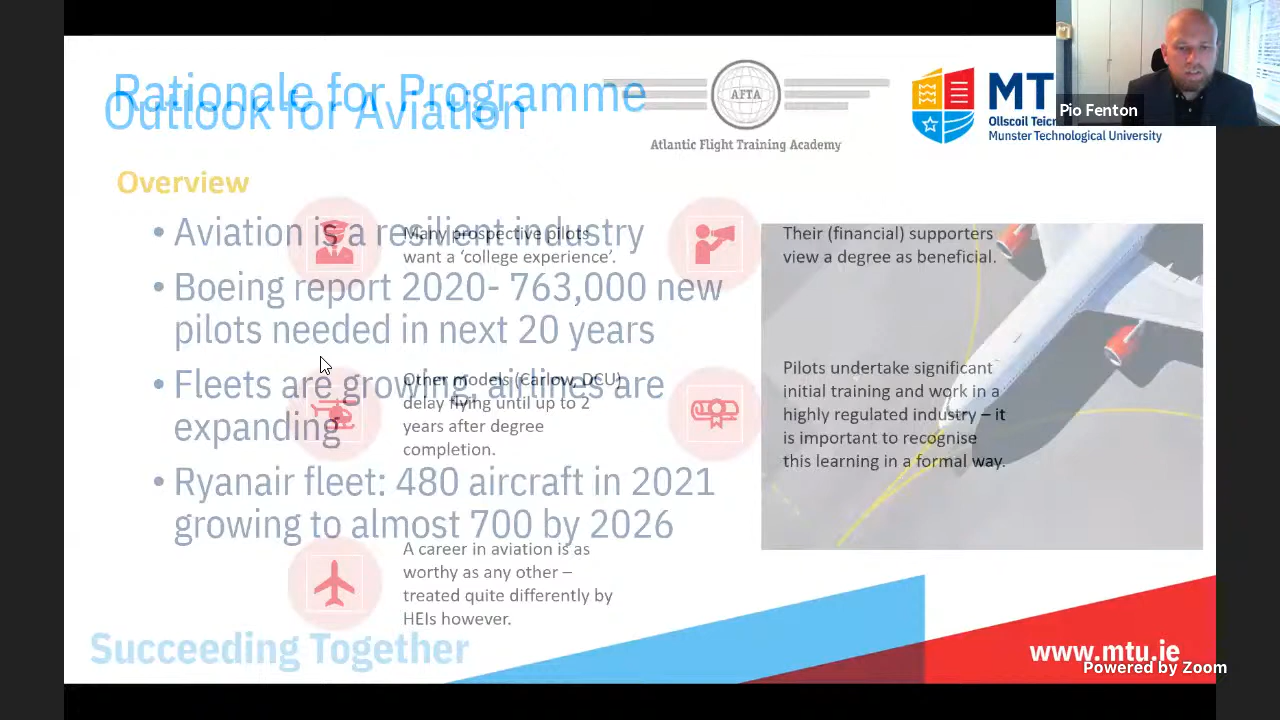 Rationale for Programme
Outlook for Aviation
AFTA
Atlantic Flight Training Academy
MT
Ollscoil Teic
Munster Technological University
Pio Fenton
Overview
• Aviation is a resilient industry
• Boeing report 2020- 763,000 new
pilots needed in next 20 years
• Fleets are growing, airlines are
expanding
• Ryanair fleet: 480 aircraft in 2021
growing to almost 700 by 2026
Many prospective pilots
want a ‘college experience’.
Their (financial) supporters
view a degree as beneficial.
Other models (Carlow, DCU)
delay flying until up to 2
years after degree
completion.
Pilots undertake significant
initial training and work in a
highly regulated industry – it
is important to recognise
this learning in a formal way.
A career in aviation is as
worthy as any other –
treated quite differently by
HEIs however.
Succeeding Together
www.mtu.ie
Powered by Zoom